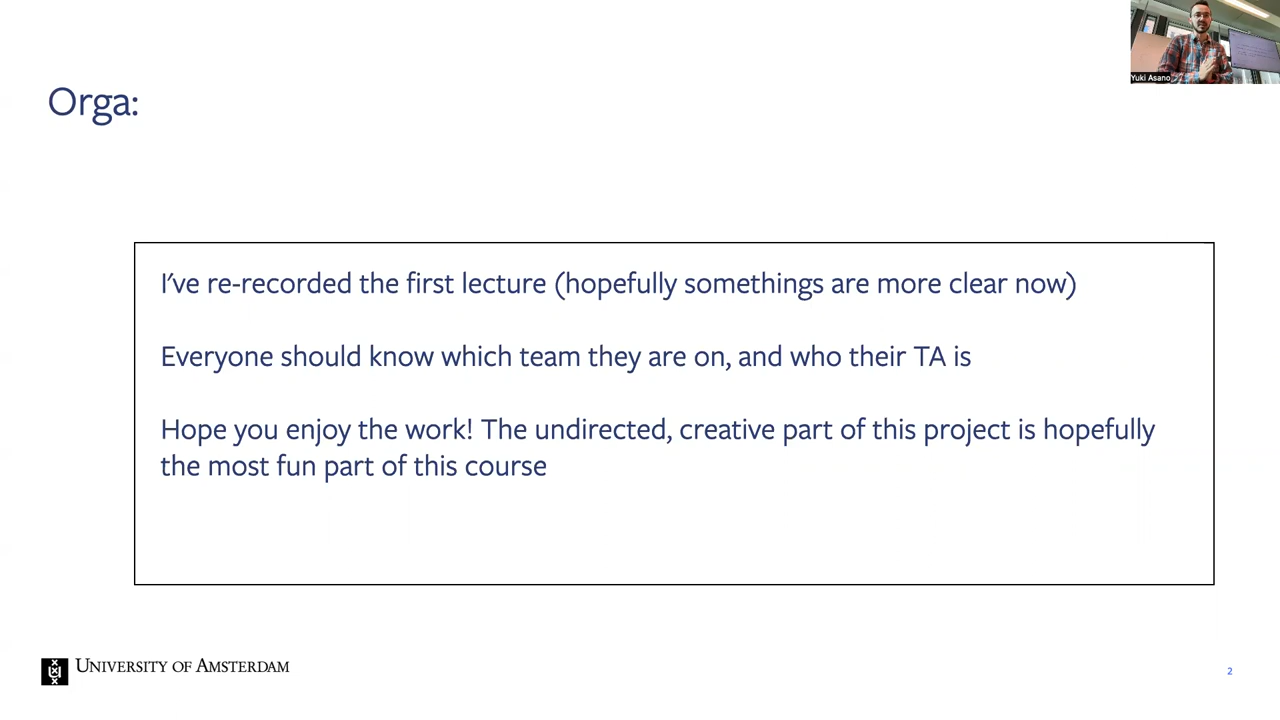 Yuki Asano
Orga:
I've re-recorded the first lecture (hopefully somethings are more clear now)
Everyone should know which team they are on, and who their TA is
Hope you enjoy the work! The undirected, creative part of this project is hopefully
the most fun part of this course
UNIVERSITY OF AMSTERDAM
2